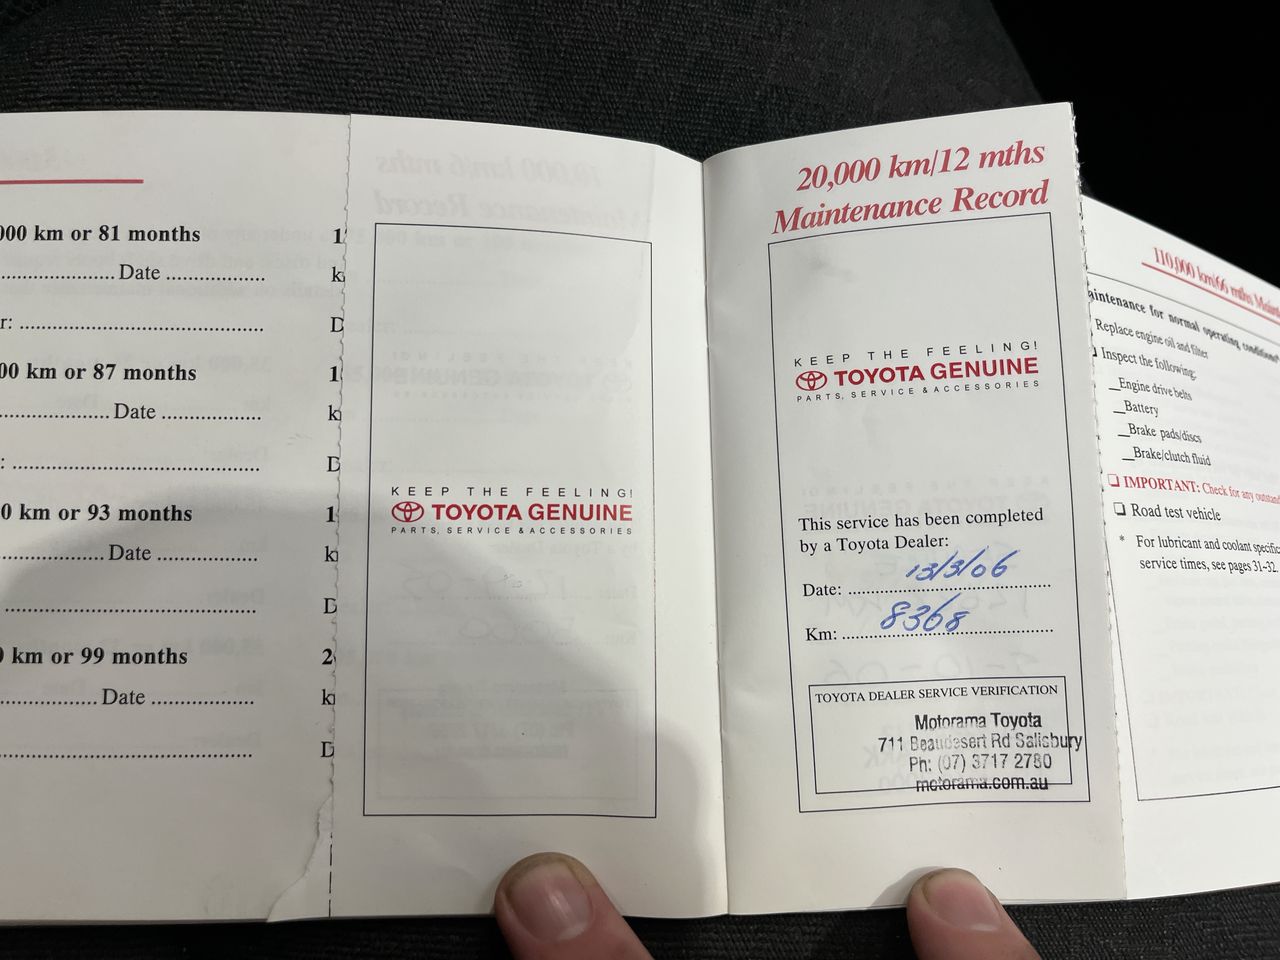 000 km or 81 months
Date
r:
00 km or 87 months
Date
:
0 km or 93 months
Date
0 km or 99 months
Date
KEEP THE FEELING!
TOYOTA GENUINE
PARTS, SERVICE & ACCESSORIES
20,000 km/12 mths
Maintenance Record
KEEP THE FEELING!
TOYOTA GENUINE
PARTS, SERVICE & ACCESSORIES
This service has been completed
by a Toyota Dealer:
Date: 13/3/06
Km: 8368
TOYOTA DEALER SERVICE VERIFICATION
Motorama Toyota
711 Beaudesert Rd Salisbury
Ph: (07) 3717 2780
motorama.com.au
110,000 km/66 mths Mainte
aintenance for normal operating conditions
Replace engine oil and filter
Inspect the following:
Engine drive belts
Battery
Brake pads/discs
Brake/clutch fluid
IMPORTANT: Check for any outstand
Road test vehicle
* For lubricant and coolant specific
service times, see pages 31-32.